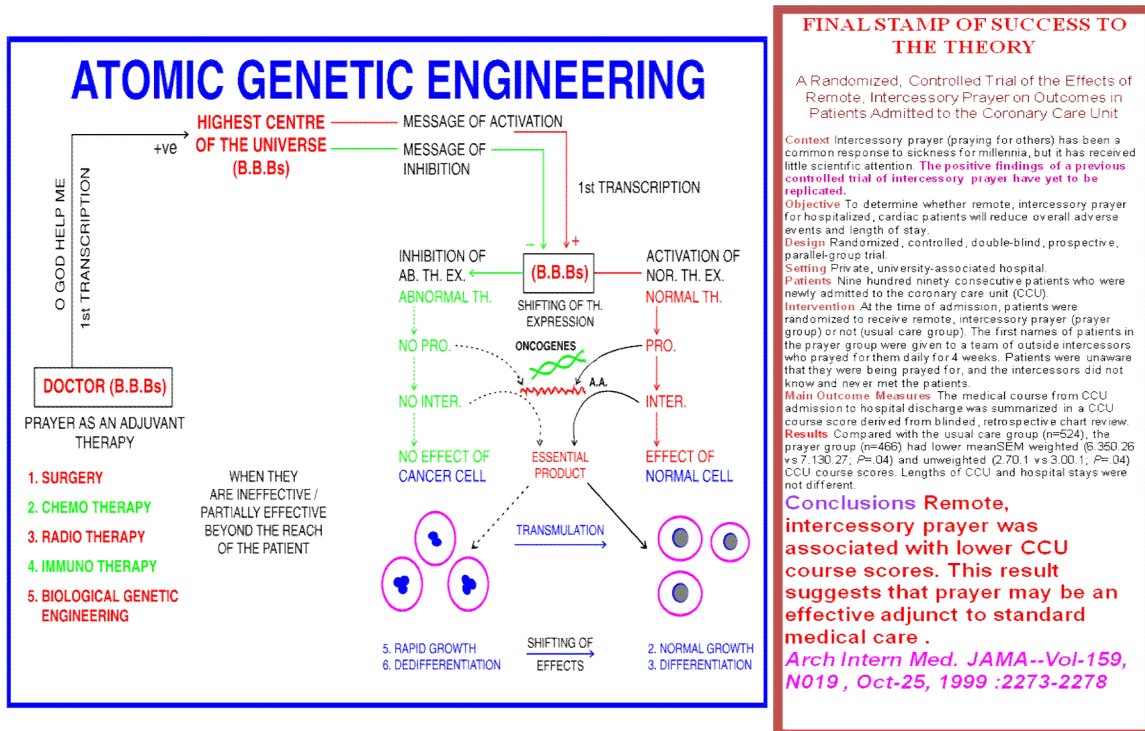 ATOMIC GENETIC ENGINEERING
HIGHEST CENTRE
OF THE UNIVERSE
(B.B.Bs)
+ve
MESSAGE OF ACTIVATION
MESSAGE OF
INHIBITION
1st TRANSCRIPTION
O GOD HELP ME
1st TRANSCRIPTION
DOCTOR (B.B.Bs)
PRAYER AS AN ADJUVANT
THERAPY
1. SURGERY
2. CHEMO THERAPY
3. RADIO THERAPY
4. IMMUNO THERAPY
5. BIOLOGICAL GENETIC
ENGINEERING
WHEN THEY
ARE INEFFECTIVE /
PARTIALLY EFFECTIVE
BEYOND THE REACH
OF THE PATIENT
– +
INHIBITION OF
AB. TH. EX.
(B.B.Bs)
ACTIVATION OF
NOR. TH. EX.
ABNORMAL TH.
SHIFTING OF TH.
EXPRESSION
NORMAL TH.
NO PRO.
ONCOGENES
PRO.
A.A.
NO INTER.
INTER.
NO EFFECT OF
CANCER CELL
ESSENTIAL
PRODUCT
EFFECT OF
NORMAL CELL
TRANSMULATION
5. RAPID GROWTH
6. DEDIFFERENTIATION
SHIFTING OF
EFFECTS
2. NORMAL GROWTH
3. DIFFERENTIATION
FINAL STAMP OF SUCCESS TO
THE THEORY
A Randomized, Controlled Trial of the Effects of
Remote, Intercessory Prayer on Outcomes in
Patients Admitted to the Coronary Care Unit
Context Intercessory prayer (praying for others) has been a
common response to sickness for millennia, but it has received
little scientific attention. The positive findings of a previous
controlled trial of intercessory prayer have yet to be
replicated.
Objective To determine whether remote, intercessory prayer
for hospitalized, cardiac patients will reduce overall adverse
events and length of stay.
Design Randomized, controlled, double-blind, prospective,
parallel-group trial.
Setting Private, university-associated hospital.
Patients Nine hundred ninety consecutive patients who were
newly admitted to the coronary care unit (CCU).
Intervention At the time of admission, patients were
randomized to receive remote, intercessory prayer (prayer
group) or not (usual care group). The first names of patients in
the prayer group were given to a team of outside intercessors
who prayed for them daily for 4 weeks. Patients were unaware
that they were being prayed for, and the intercessors did not
know and never met the patients.
Main Outcome Measures The medical course from CCU
admission to hospital discharge was summarized in a CCU
course score derived from blinded, retrospective chart review.
Results Compared with the usual care group (n=524), the
prayer group (n=466) had lower meanSEM weighted (6.350.26
vs 7.130.27; P=.04) and unweighted (2.70.1 vs 3.00.1; P=.04)
CCU course scores. Lengths of CCU and hospital stays were
not different.
Conclusions Remote,
intercessory prayer was
associated with lower CCU
course scores. This result
suggests that prayer may be an
effective adjunct to standard
medical care .
Arch Intern Med. JAMA--Vol-159,
N019 , Oct-25, 1999 :2273-2278